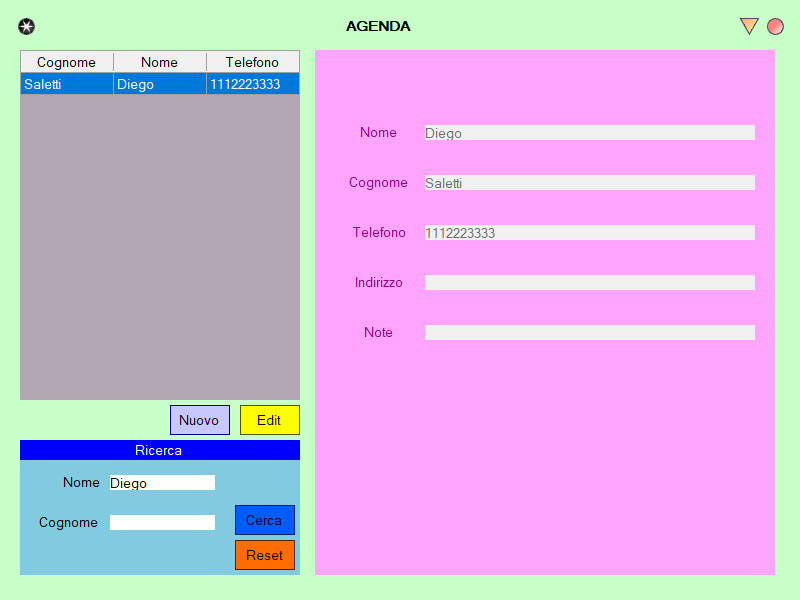 AGENDA
Cognome Nome Telefono
Saletti Diego 1112223333
Nuovo Edit
Ricerca
Nome Diego
Cognome
Cerca
Reset
Nome Diego
Cognome Saletti
Telefono 1112223333
Indirizzo
Note